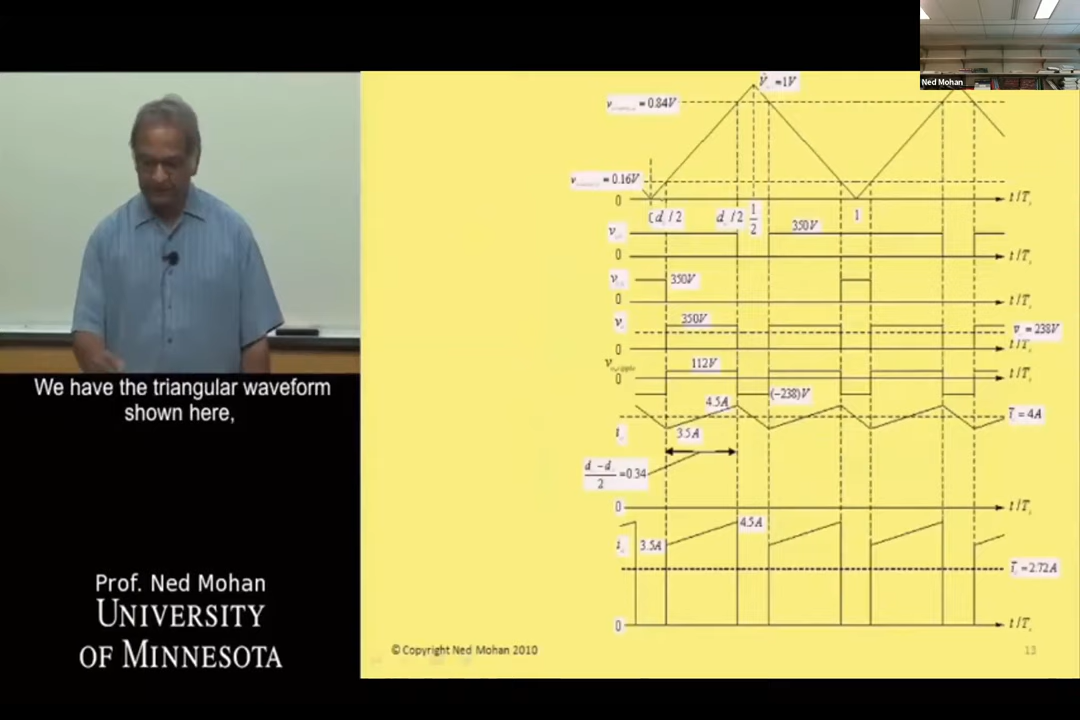 Ned Mohan
V̂ =1V
= 0.84V
= 0.16V
0
t/T
0
d /2
d /2
1/2
1
350V
0
t/T
350V
0
t/T
350V
v = 238V
0
t/T
112V
0
t/T
(-238)V
4.5A
i = 4A
3.5A
d - d / 2 =0.34
0
t/T
4.5A
3.5A
i = 2.72A
0
t/T
We have the triangular waveform
shown here,
Prof. Ned Mohan
UNIVERSITY
OF MINNESOTA
© Copyright Ned Mohan 2010
13